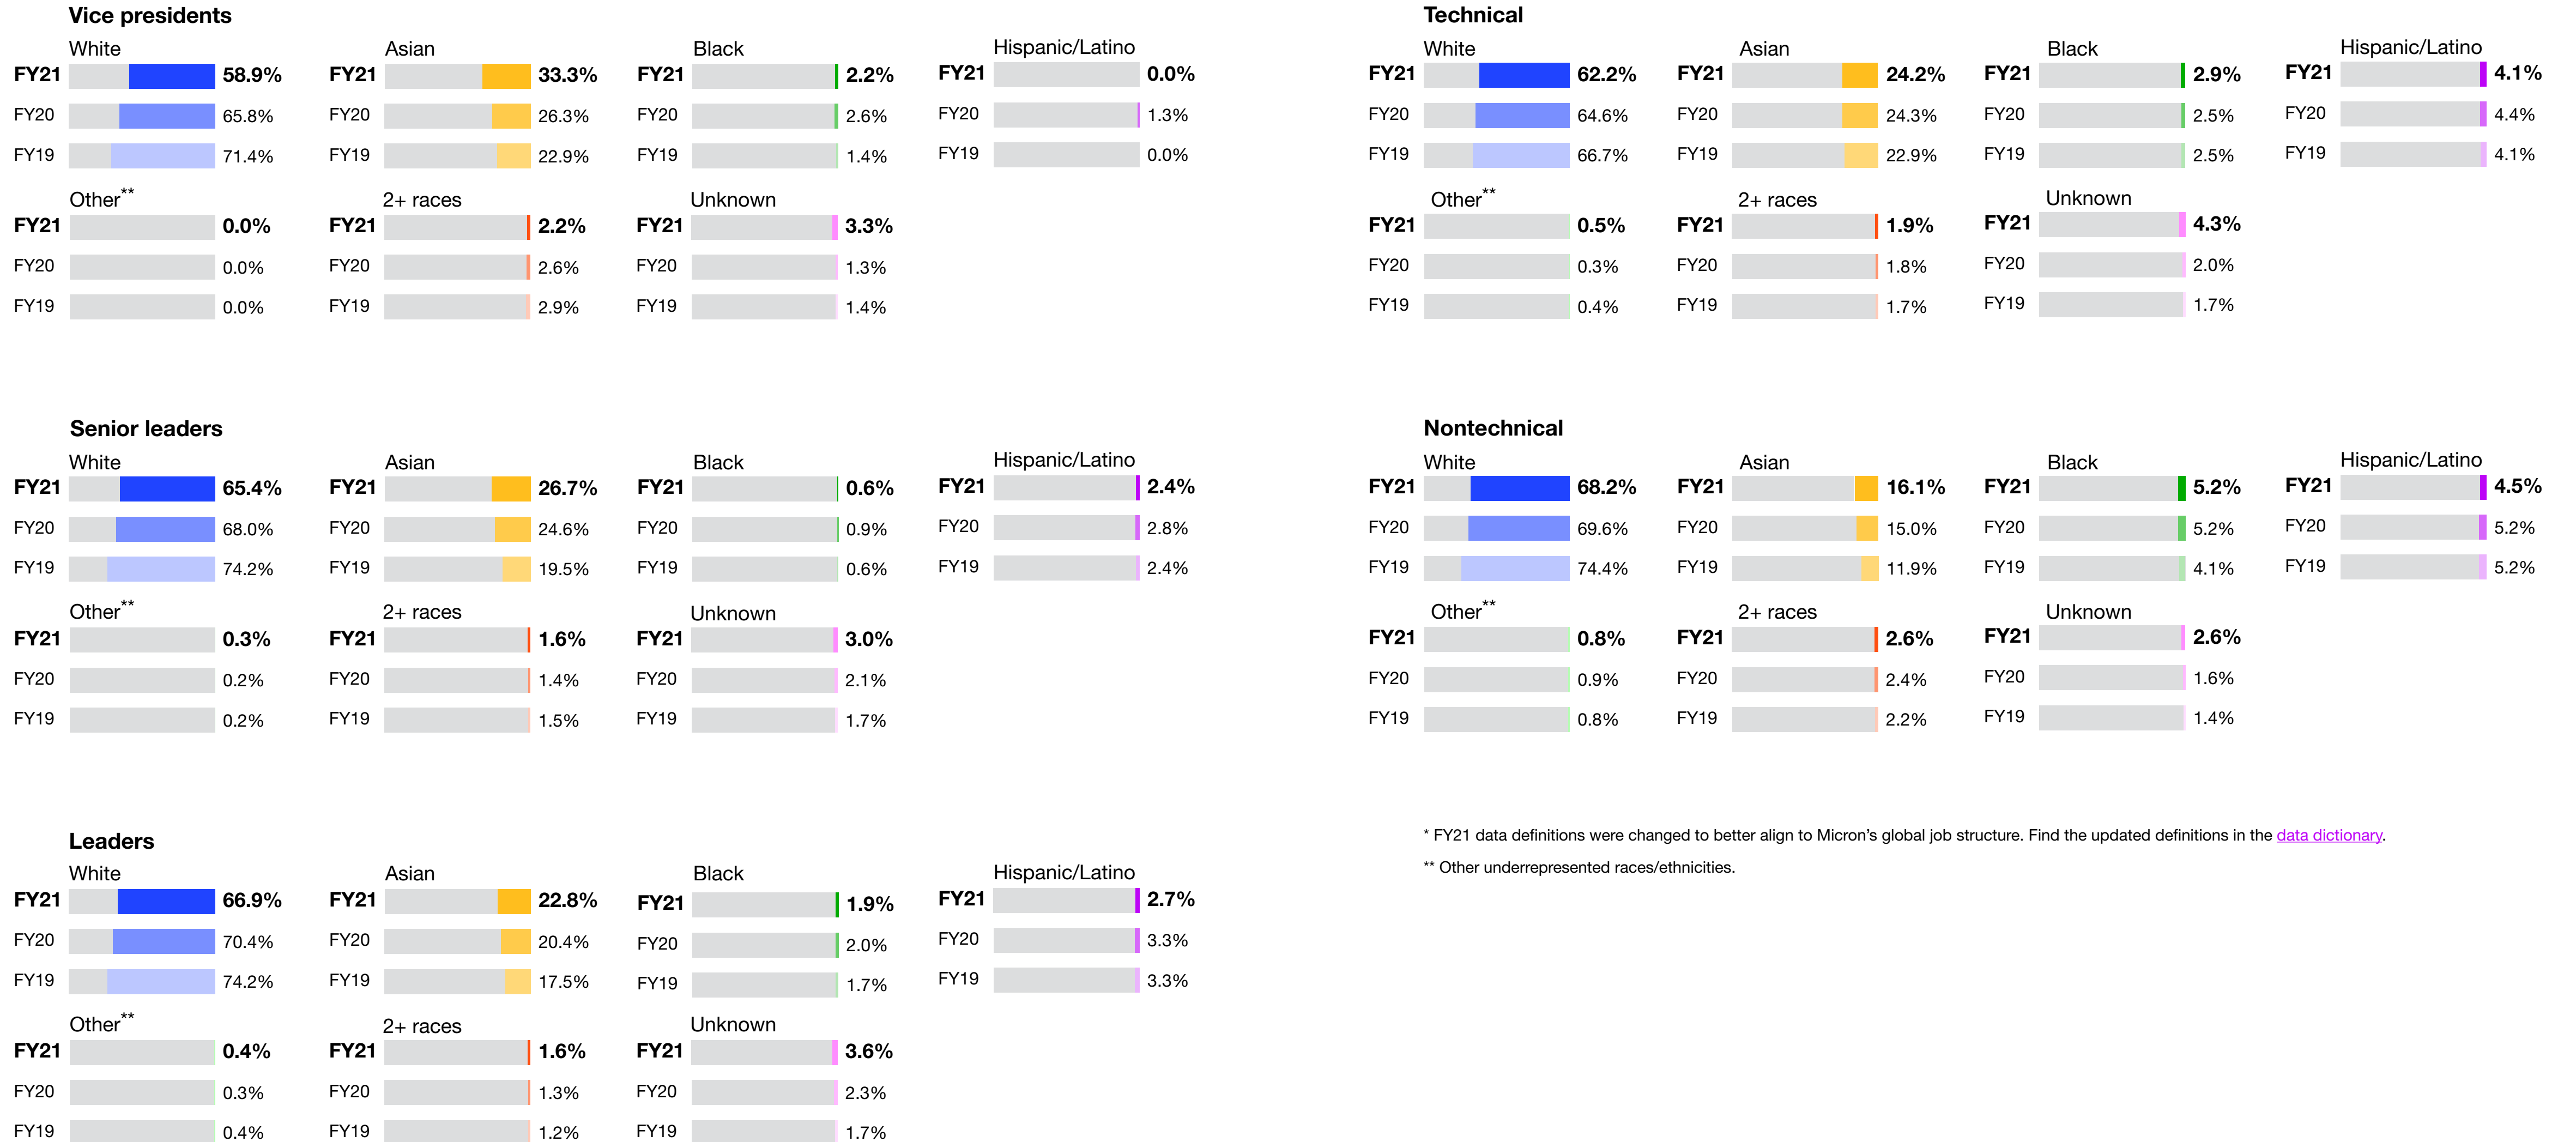 Vice presidents
White Asian Black Hispanic/Latino
FY21 58.9% FY21 33.3% FY21 2.2% FY21 0.0%
FY20 65.8% FY20 26.3% FY20 2.6% FY20 1.3%
FY19 71.4% FY19 22.9% FY19 1.4% FY19 0.0%
Other** 2+ races Unknown
FY21 0.0% FY21 2.2% FY21 3.3%
FY20 0.0% FY20 2.6% FY20 1.3%
FY19 0.0% FY19 2.9% FY19 1.4%
Senior leaders
White Asian Black Hispanic/Latino
FY21 65.4% FY21 26.7% FY21 0.6% FY21 2.4%
FY20 68.0% FY20 24.6% FY20 0.9% FY20 2.8%
FY19 74.2% FY19 19.5% FY19 0.6% FY19 2.4%
Other** 2+ races Unknown
FY21 0.3% FY21 1.6% FY21 3.0%
FY20 0.2% FY20 1.4% FY20 2.1%
FY19 0.2% FY19 1.5% FY19 1.7%
Leaders
White Asian Black Hispanic/Latino
FY21 66.9% FY21 22.8% FY21 1.9% FY21 2.7%
FY20 70.4% FY20 20.4% FY20 2.0% FY20 3.3%
FY19 74.2% FY19 17.5% FY19 1.7% FY19 3.3%
Other** 2+ races Unknown
FY21 0.4% FY21 1.6% FY21 3.6%
FY20 0.3% FY20 1.3% FY20 2.3%
FY19 0.4% FY19 1.2% FY19 1.7%
Technical
White Asian Black Hispanic/Latino
FY21 62.2% FY21 24.2% FY21 2.9% FY21 4.1%
FY20 64.6% FY20 24.3% FY20 2.5% FY20 4.4%
FY19 66.7% FY19 22.9% FY19 2.5% FY19 4.1%
Other** 2+ races Unknown
FY21 0.5% FY21 1.9% FY21 4.3%
FY20 0.3% FY20 1.8% FY20 2.0%
FY19 0.4% FY19 1.7% FY19 1.7%
Nontechnical
White Asian Black Hispanic/Latino
FY21 68.2% FY21 16.1% FY21 5.2% FY21 4.5%
FY20 69.6% FY20 15.0% FY20 5.2% FY20 5.2%
FY19 74.4% FY19 11.9% FY19 4.1% FY19 5.2%
Other** 2+ races Unknown
FY21 0.8% FY21 2.6% FY21 2.6%
FY20 0.9% FY20 2.4% FY20 1.6%
FY19 0.8% FY19 2.2% FY19 1.4%
* FY21 data definitions were changed to better align to Micron’s global job structure. Find the updated definitions in the data dictionary.
** Other underrepresented races/ethnicities.